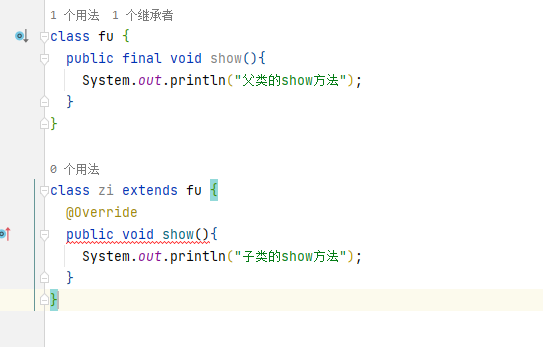 1 个用法   1 个继承者
class fu {
  public final void show(){
    System.out.println("父类的show方法");
  }
}
0 个用法
class zi extends fu {
  @Override
  public void show(){
    System.out.println("子类的show方法");
  }
}